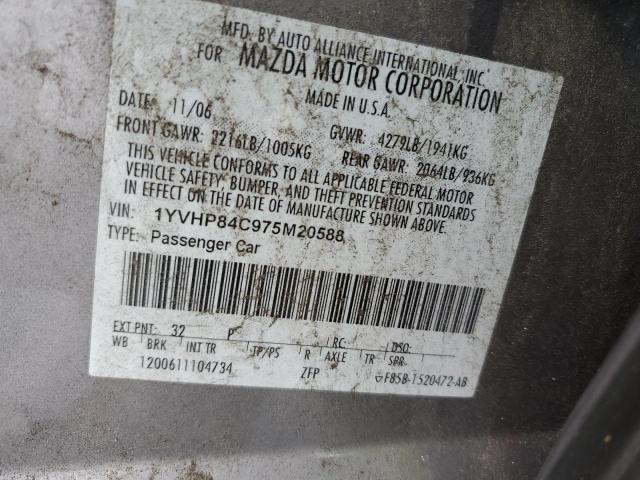 MFD. BY AUTO ALLIANCE INTERNATIONAL, INC.
FOR MAZDA MOTOR CORPORATION
MADE IN U.S.A.
DATE: 11/06 GVWR: 4279LB/1941KG
FRONT GAWR: 2216LB/1005KG REAR GAWR: 2064LB/936KG
THIS VEHICLE CONFORMS TO ALL APPLICABLE FEDERAL MOTOR
VEHICLE SAFETY, BUMPER, AND THEFT PREVENTION STANDARDS
IN EFFECT ON THE DATE OF MANUFACTURE SHOWN ABOVE.
VIN: 1YVHP84C975M20588
TYPE: Passenger Car
EXT PNT: 32 P RC: DSO:
WB BRK INT TR TP/PS R AXLE TR SPR
1200611104734 ZFP F85B-1520472-AB